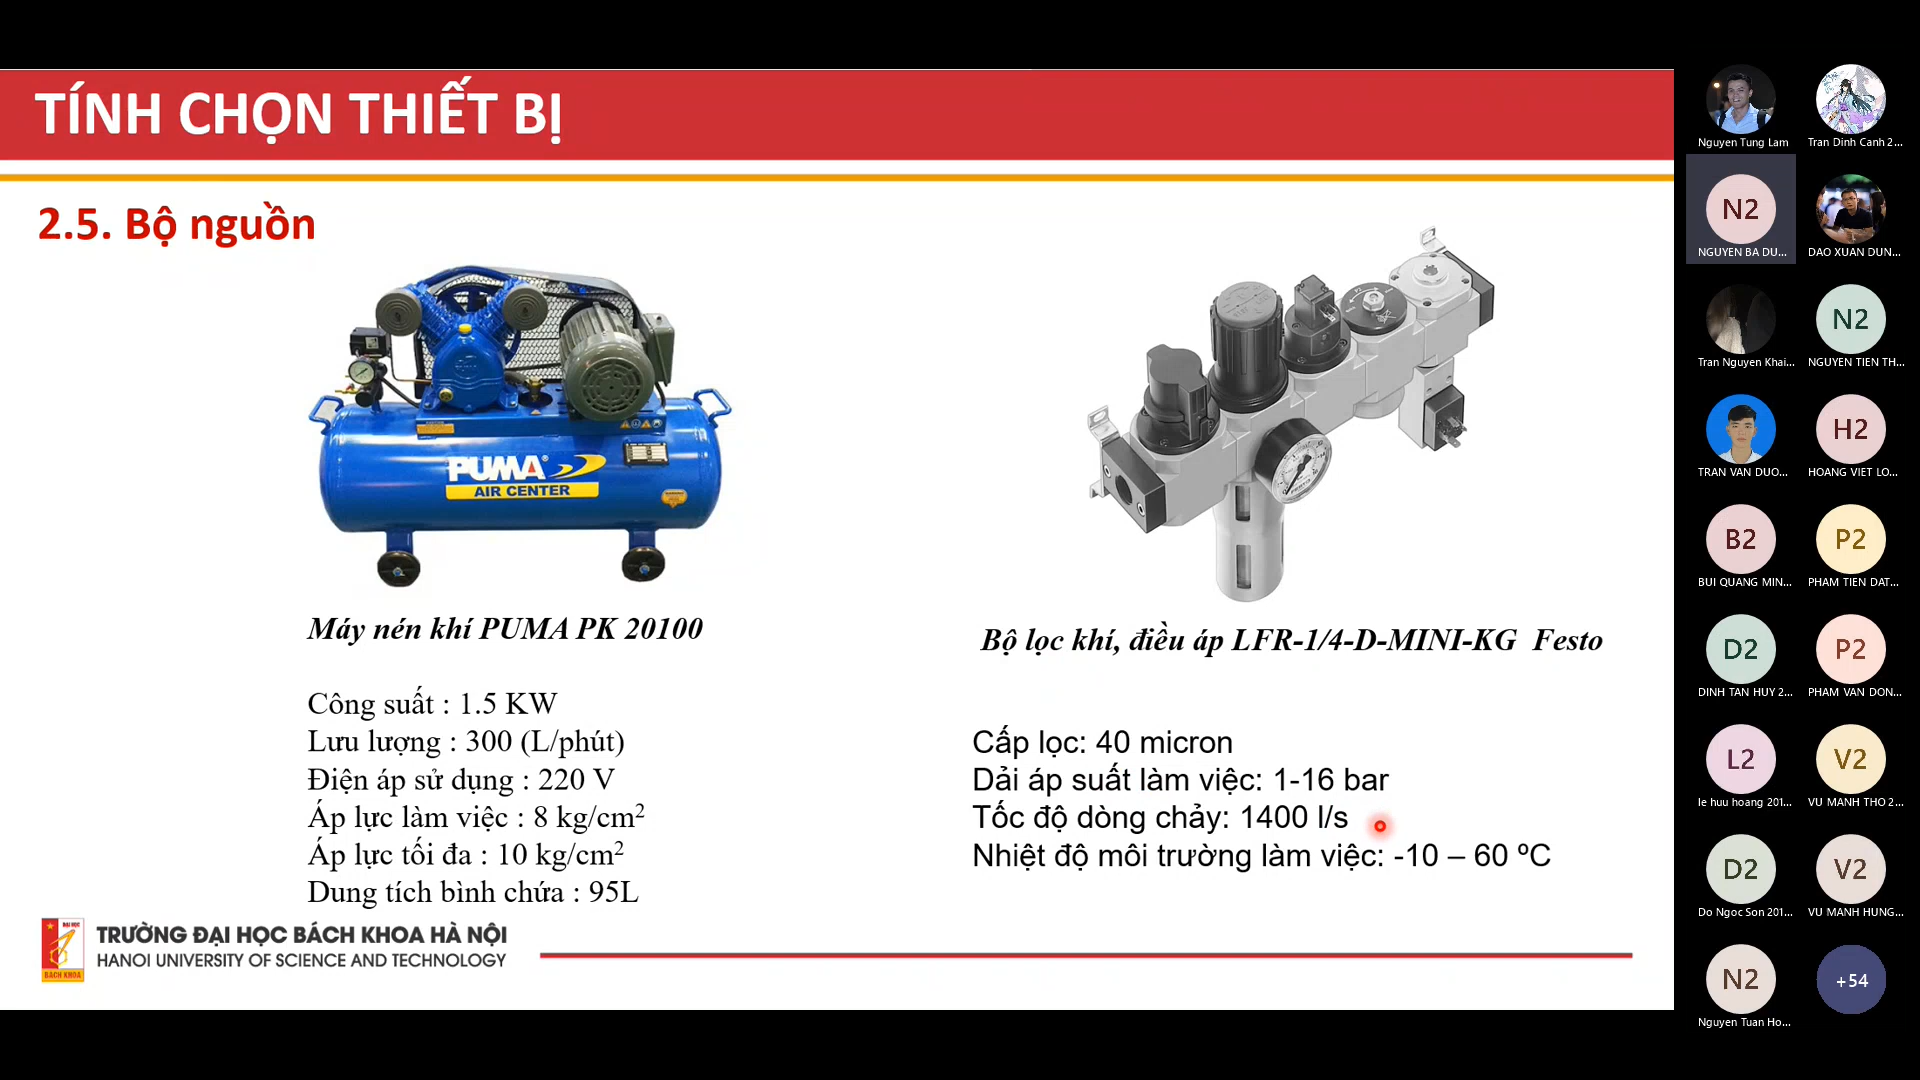 TÍNH CHỌN THIẾT BỊ
2.5. Bộ nguồn
PUMA
AIR CENTER
Máy nén khí PUMA PK 20100
Công suất : 1.5 KW
Lưu lượng : 300 (L/phút)
Điện áp sử dụng : 220 V
Áp lực làm việc : 8 kg/cm²
Áp lực tối đa : 10 kg/cm²
Dung tích bình chứa : 95L
Bộ lọc khí, điều áp LFR-1/4-D-MINI-KG Festo
Cấp lọc: 40 micron
Dải áp suất làm việc: 1-16 bar
Tốc độ dòng chảy: 1400 l/s
Nhiệt độ môi trường làm việc: -10 – 60 ºC
ĐẠI HỌC
BÁCH KHOA
TRƯỜNG ĐẠI HỌC BÁCH KHOA HÀ NỘI
HANOI UNIVERSITY OF SCIENCE AND TECHNOLOGY
Nguyen Tung Lam
Tran Dinh Canh 2...
N2
NGUYEN BA DU...
DAO XUAN DUN...
Tran Nguyen Khai...
N2
NGUYEN TIEN TH...
TRAN VAN DUO...
H2
HOANG VIET LO...
B2
BUI QUANG MIN...
P2
PHAM TIEN DAT...
D2
DINH TAN HUY 2...
P2
PHAM VAN DON...
L2
le huu hoang 201...
V2
VU MANH THO 2...
D2
Do Ngoc Son 201...
V2
VU MANH HUNG...
N2
Nguyen Tuan Ho...
+54